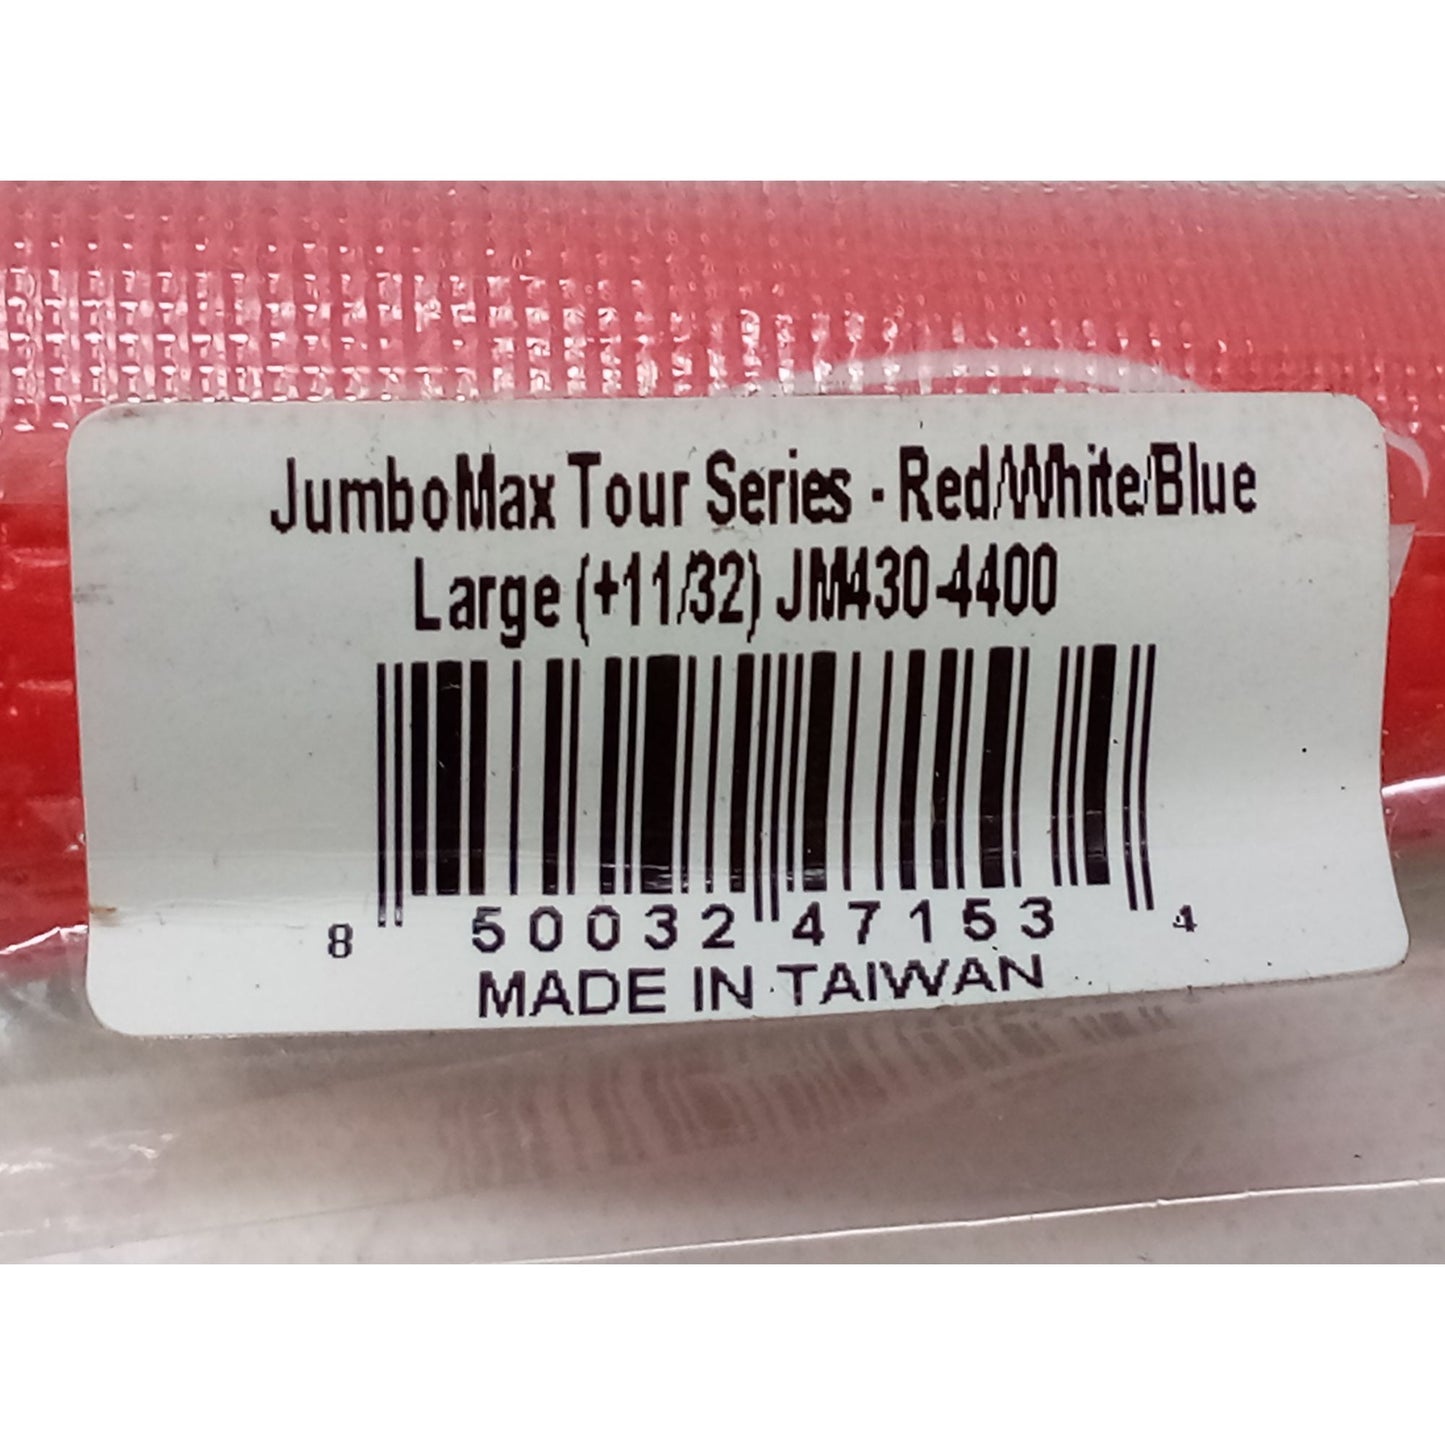 JumboMax Tour Series - Red/White/Blue
Large (+11/32) JM430-4400
8 50032 47153 4
MADE IN TAIWAN